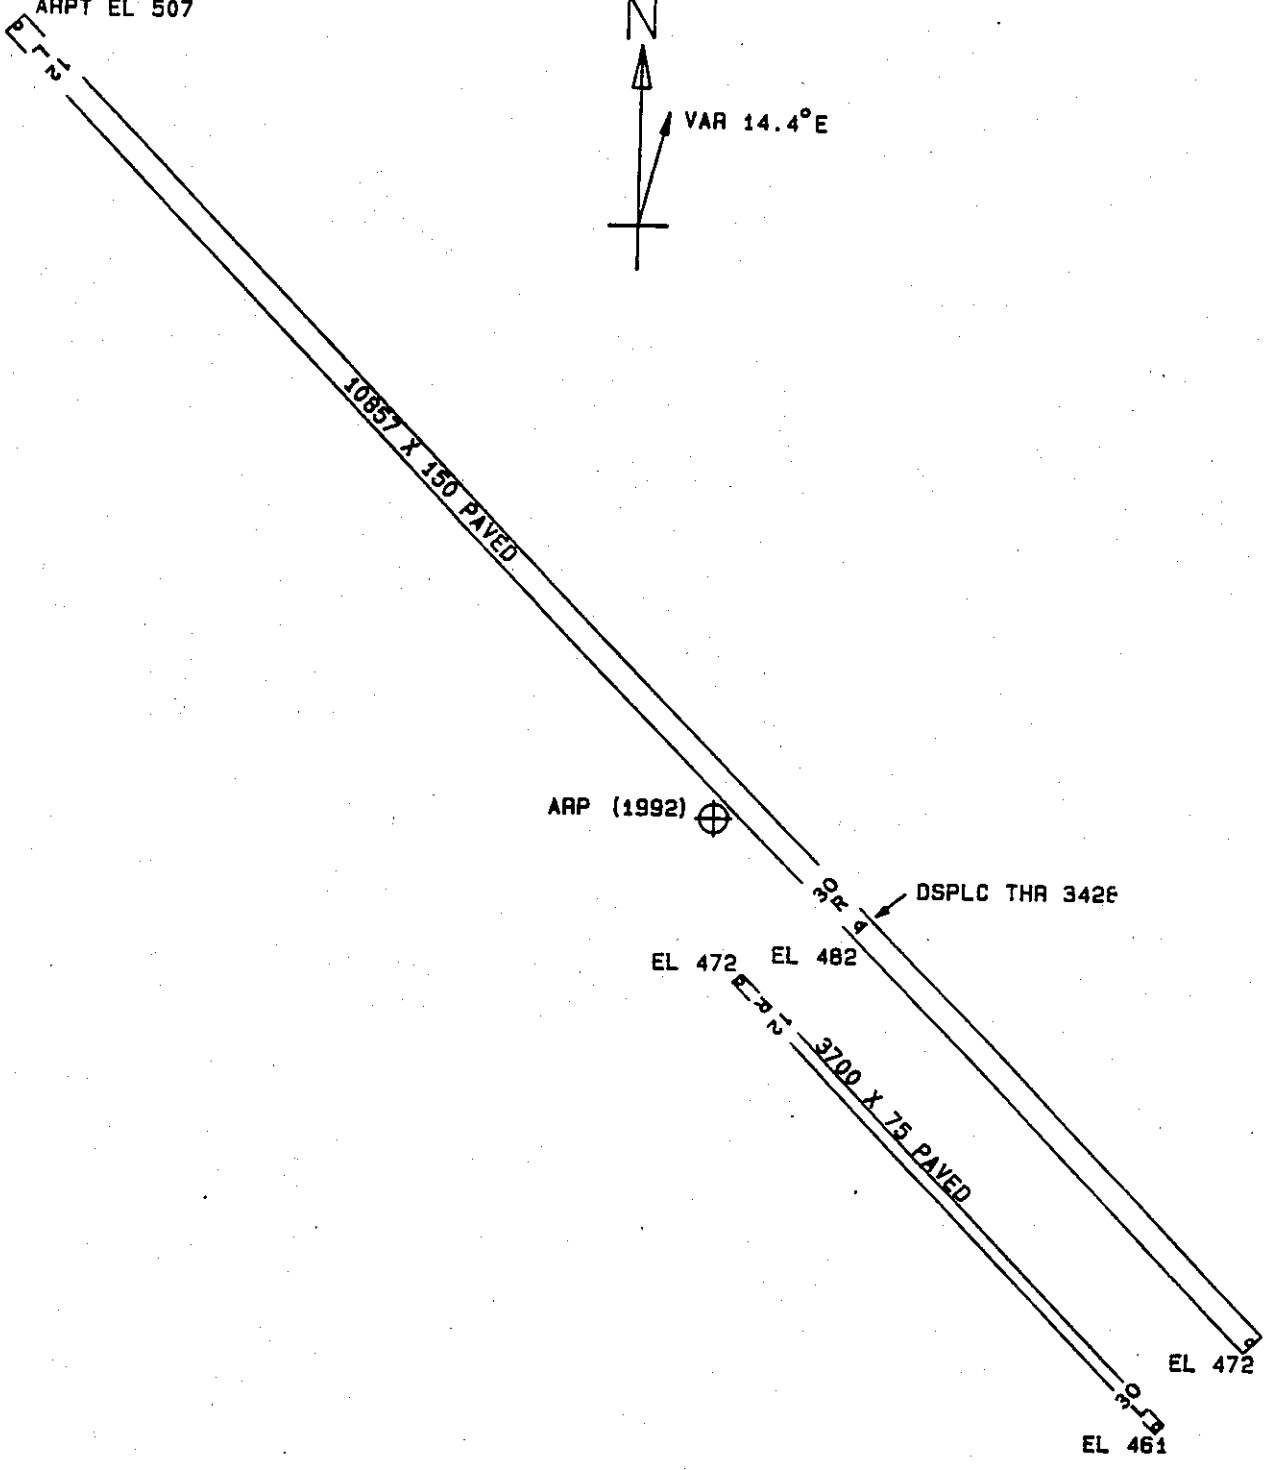 ARPT EL 507
N
12L
VAR 14.4°E
10857 X 150 PAVED
ARP (1992)
30R
DSPLC THR 3428
EL 472
EL 482
12R
3700 X 75 PAVED
EL 472
30L
EL 461